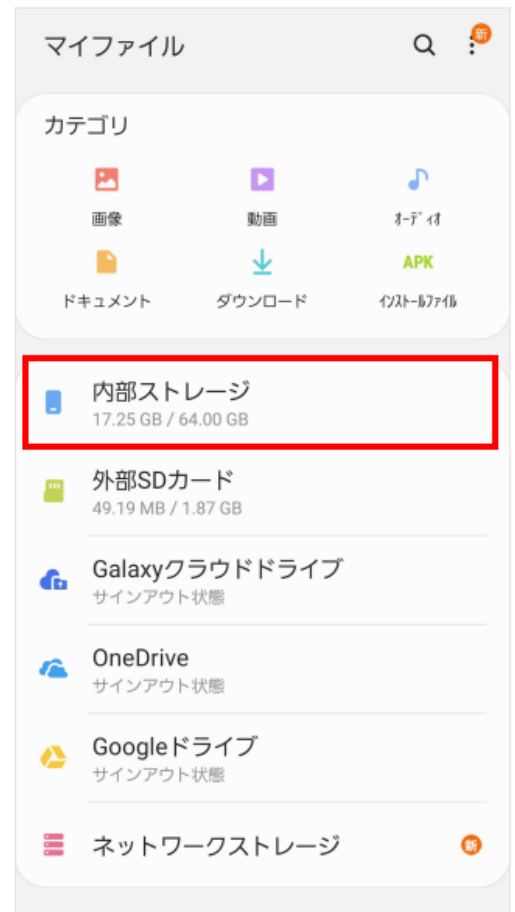 マイファイル
新
カテゴリ
画像 動画 ｵｰﾃﾞｨｵ
APK
ドキュメント ダウンロード ｲﾝｽﾄｰﾙﾌｧｲﾙ
内部ストレージ
17.25 GB / 64.00 GB
外部SDカード
49.19 MB / 1.87 GB
Galaxyクラウドドライブ
サインアウト状態
OneDrive
サインアウト状態
Googleドライブ
サインアウト状態
ネットワークストレージ 新